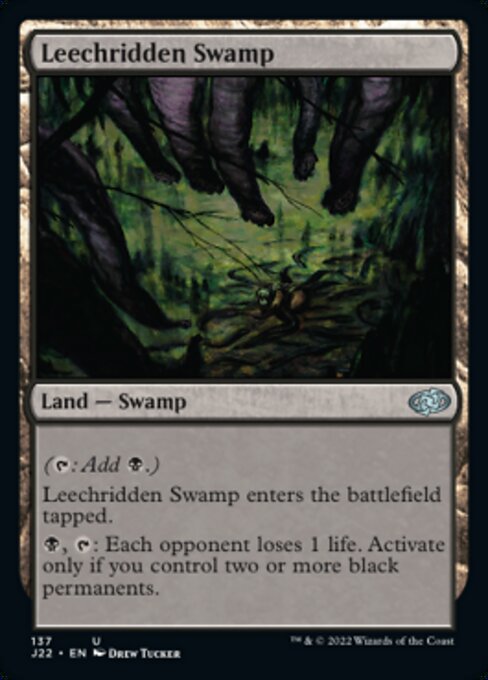 Leechridden Swamp
Land — Swamp
(T: Add B.)
Leechridden Swamp enters the battlefield
tapped.
B, T: Each opponent loses 1 life. Activate
only if you control two or more black
permanents.
137 U
J22 • EN Drew Tucker
™ & © 2022 Wizards of the Coast